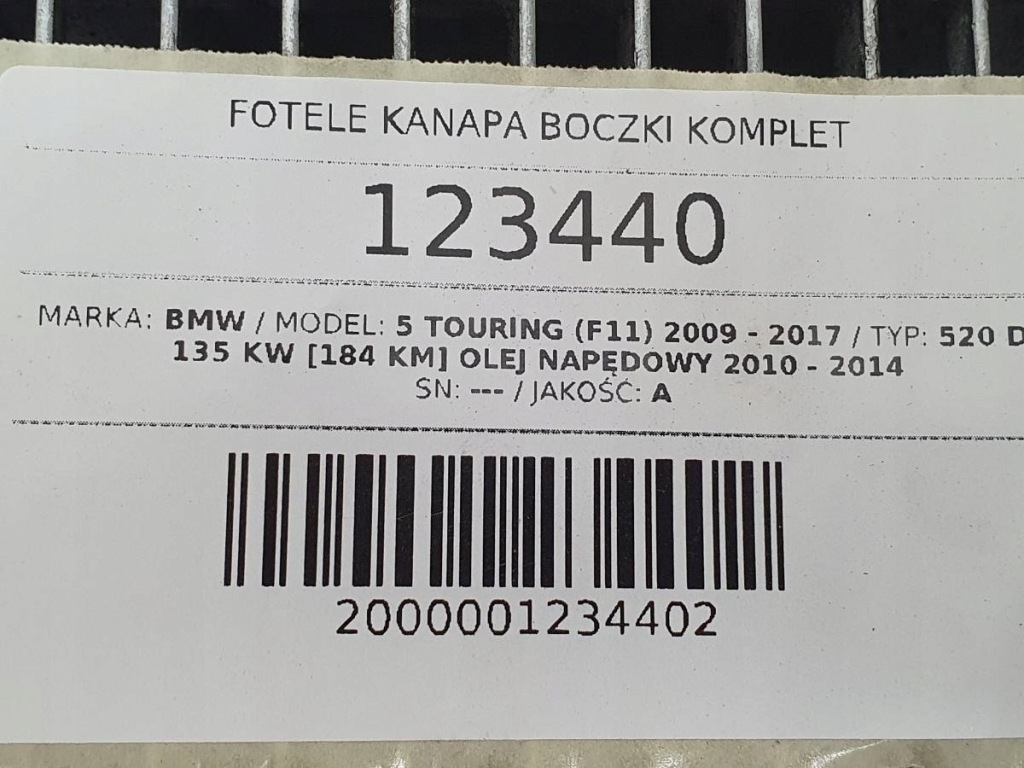 FOTELE KANAPA BOCZKI KOMPLET
123440
MARKA: BMW / MODEL: 5 TOURING (F11) 2009 - 2017 / TYP: 520 D
135 KW [184 KM] OLEJ NAPĘDOWY 2010 - 2014
SN: --- / JAKOŚĆ: A
2000001234402